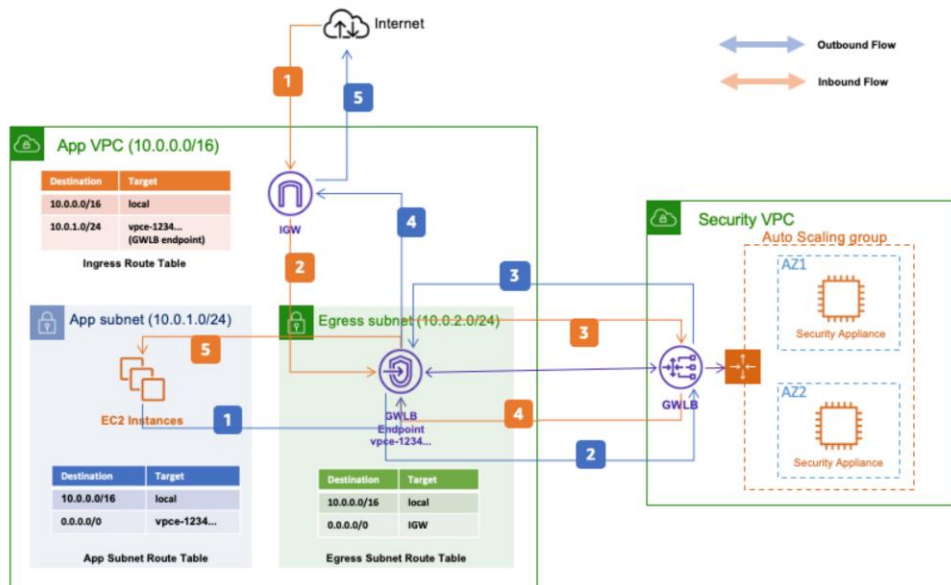 Internet
Outbound Flow
Inbound Flow
1
5
App VPC (10.0.0.0/16)
Destination Target
10.0.0.0/16 local
10.0.1.0/24 vpce-1234...
(GWLB endpoint)
Ingress Route Table
IGW
4
2
3
Security VPC
Auto Scaling group
AZ1
Security Appliance
App subnet (10.0.1.0/24)
Egress subnet (10.0.2.0/24)
3
5
EC2 Instances
1
GWLB
Endpoint
vpce-1234...
4
GWLB
2
AZ2
Security Appliance
Destination Target
10.0.0.0/16 local
0.0.0.0/0 vpce-1234...
App Subnet Route Table
Destination Target
10.0.0.0/16 local
0.0.0.0/0 IGW
Egress Subnet Route Table